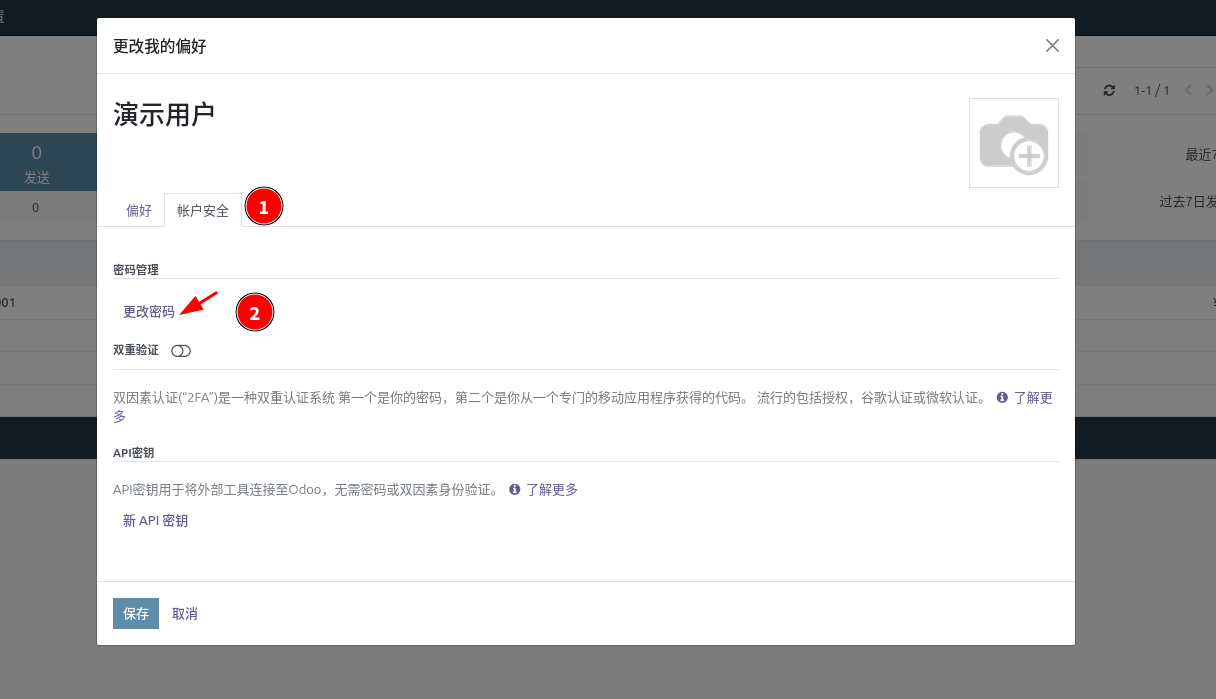 更改我的偏好
演示用户
1-1 / 1
0
发送
0
最近7
过去7日发
偏好
帐户安全
1
密码管理
001
更改密码
2
双重验证
双因素认证(“2FA”)是一种双重认证系统 第一个是你的密码，第二个是你从一个专门的移动应用程序获得的代码。 流行的包括授权，谷歌认证或微软认证。 了解更
多
API密钥
API密钥用于将外部工具连接至Odoo，无需密码或双因素身份验证。 了解更多
新 API 密钥
保存
取消